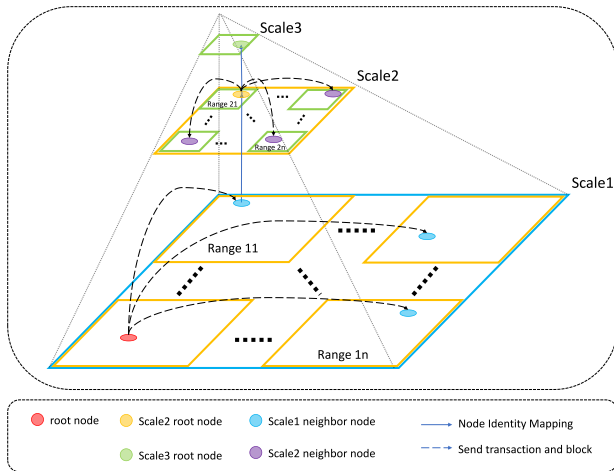 Scale3
Scale2
Range 21
Range 2n
Scale1
Range 11
Range 1n
root node
Scale2 root node
Scale1 neighbor node
Node Identity Mapping
Scale3 root node
Scale2 neighbor node
Send transaction and block